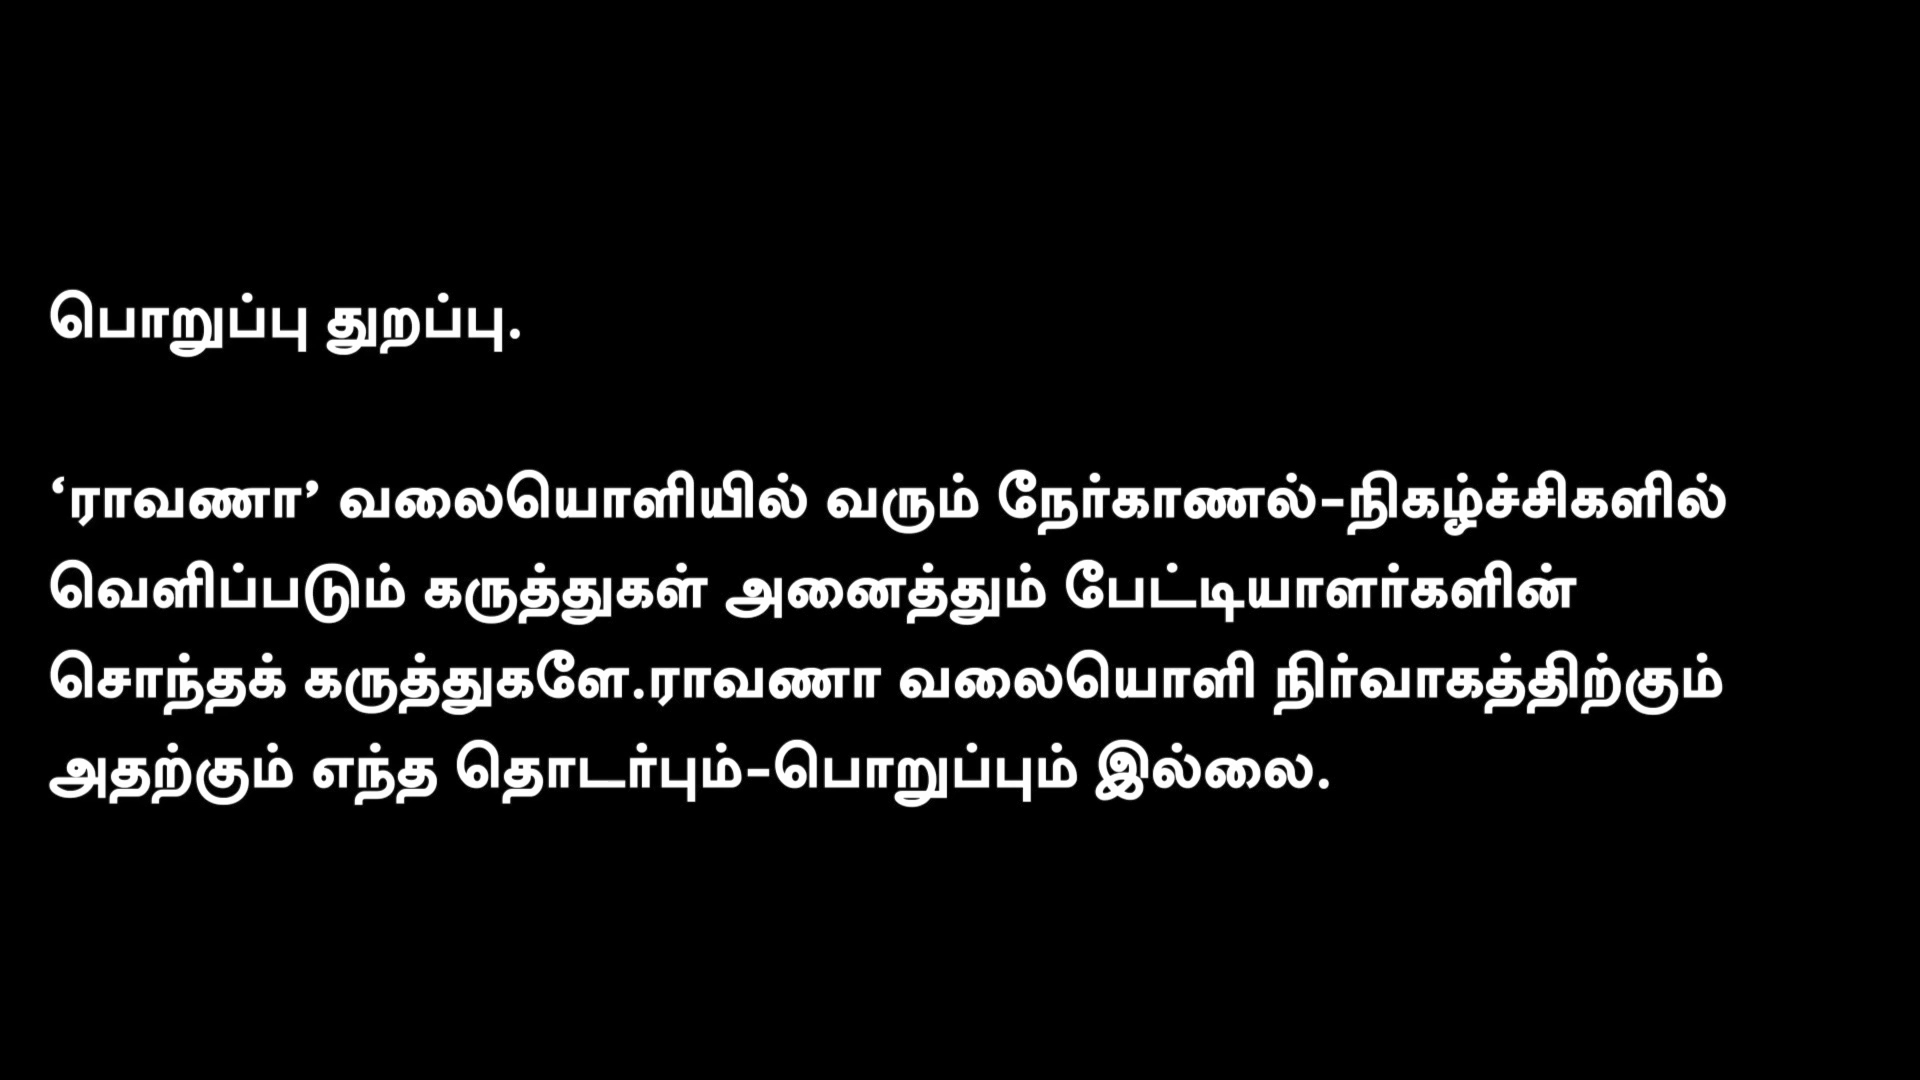 பொறுப்பு துறப்பு.
‘ராவணா’ வலையொளியில் வரும் நேர்காணல்-நிகழ்ச்சிகளில்
வெளிப்படும் கருத்துகள் அனைத்தும் பேட்டியாளர்களின்
சொந்தக் கருத்துகளே.ராவணா வலையொளி நிர்வாகத்திற்கும்
அதற்கும் எந்த தொடர்பும்-பொறுப்பும் இல்லை.